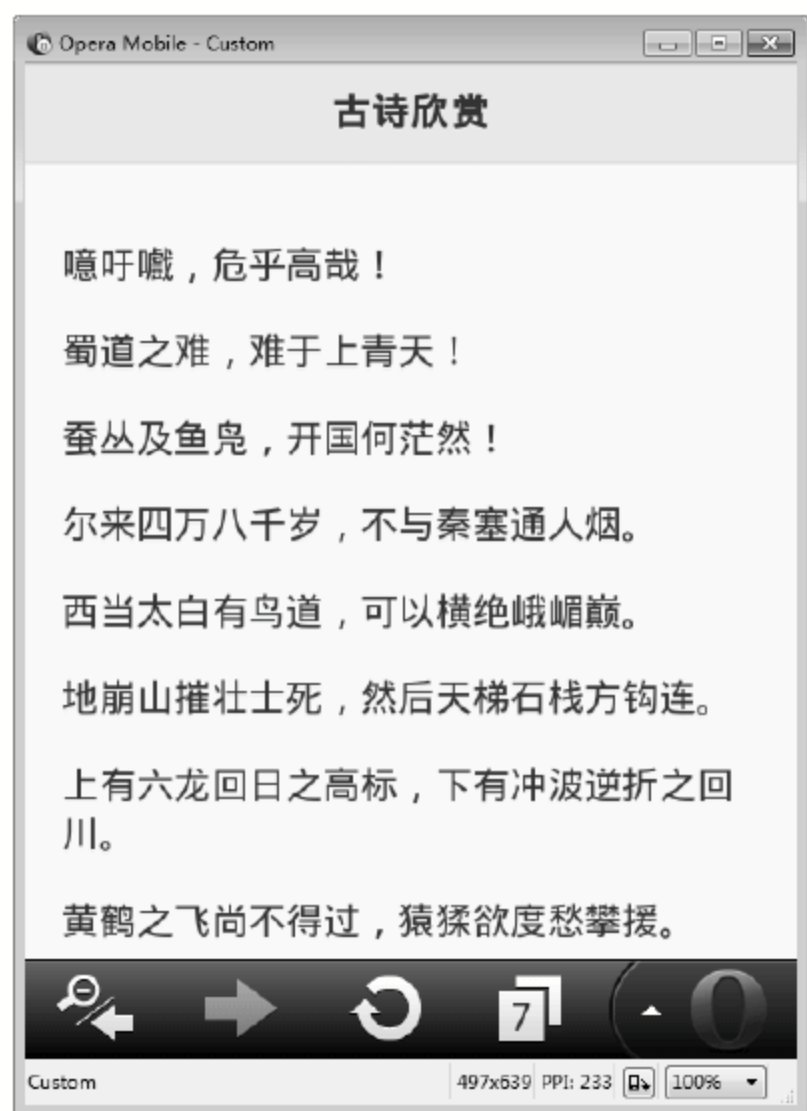 Opera Mobile - Custom
古诗欣赏
噫吁嚱，危乎高哉！
蜀道之难，难于上青天！
蚕丛及鱼凫，开国何茫然！
尔来四万八千岁，不与秦塞通人烟。
西当太白有鸟道，可以横绝峨嵋巅。
地崩山摧壮士死，然后天梯石栈方钩连。
上有六龙回日之高标，下有冲波逆折之回
川。
黄鹤之飞尚不得过，猿猱欲度愁攀援。
7
Custom
497x639 PPI: 233 100%